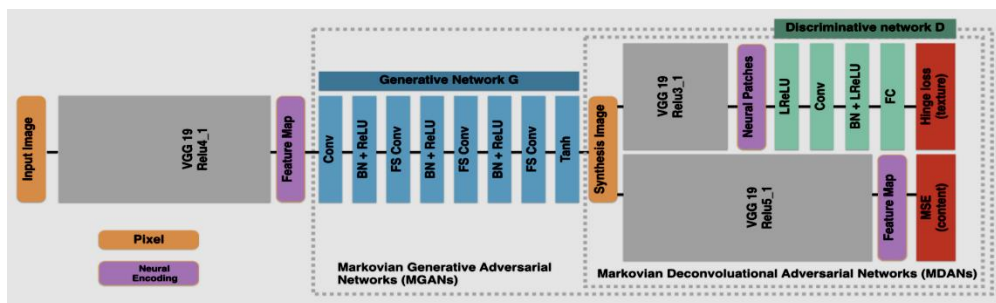 Input Image
VGG 19
Relu4_1
Feature Map
Generative Network G
Conv
BN + ReLU
FS Conv
BN + ReLU
FS Conv
BN + ReLU
FS Conv
Tanh
Synthesis Image
Discriminative network D
VGG 19
Relu3_1
Neural Patches
LReLU
Conv
BN + LReLU
FC
Hinge loss
(texture)
VGG 19
Relu5_1
Feature Map
MSE
(content)
Pixel
Neural
Encoding
Markovian Generative Adversarial
Networks (MGANs)
Markovian Deconvoluational Adversarial Networks (MDANs)